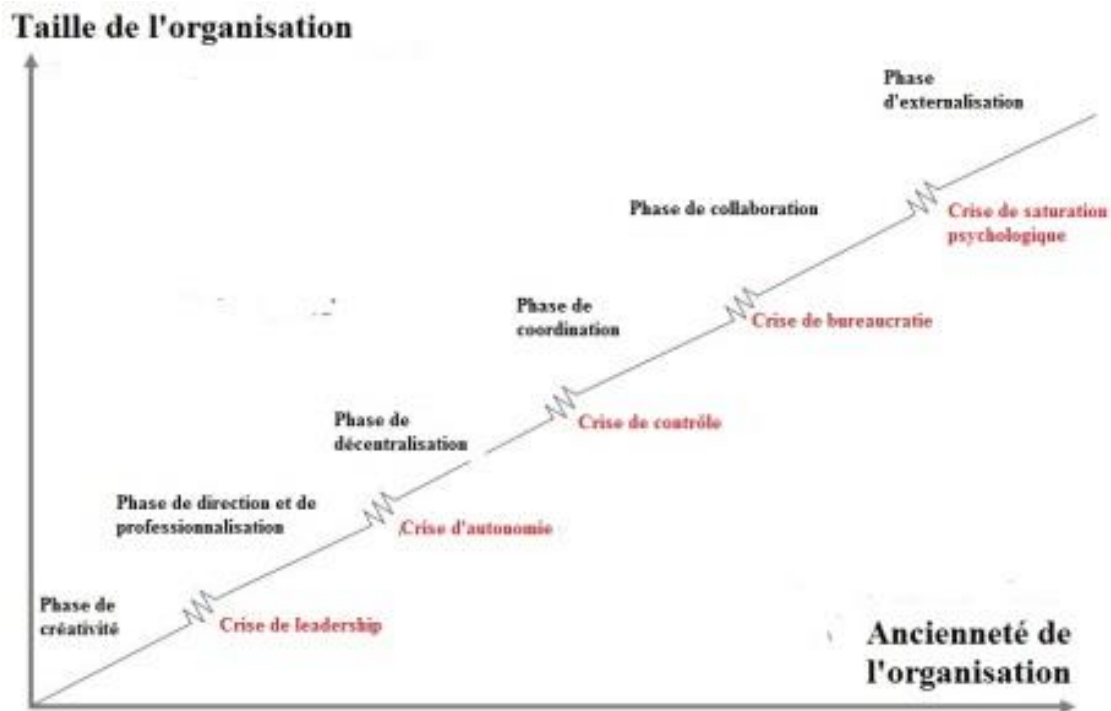 Taille de l'organisation
Phase
d'externalisation
Phase de collaboration
Crise de saturation
psychologique
Phase de
coordination
Crise de bureaucratie
Phase de
décentralisation
Crise de contrôle
Phase de direction et de
professionnalisation
Crise d'autonomie
Phase de
créativité
Crise de leadership
Ancienneté de
l'organisation